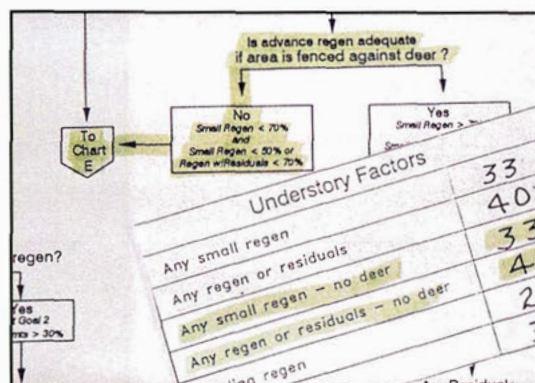 Is advance regen adequate
if area is fenced against deer ?
No
Small Regen < 70%
and
Small Regen < 50% or
Regen w/Residuals < 70%
Yes
Small Regen >
To
Chart
E
Understory Factors
Any small regen
33
Any regen or residuals
40
Any small regen – no deer
33
Any regen or residuals – no deer
4
regen
2
regen?
Yes
Goal 2
> 30%